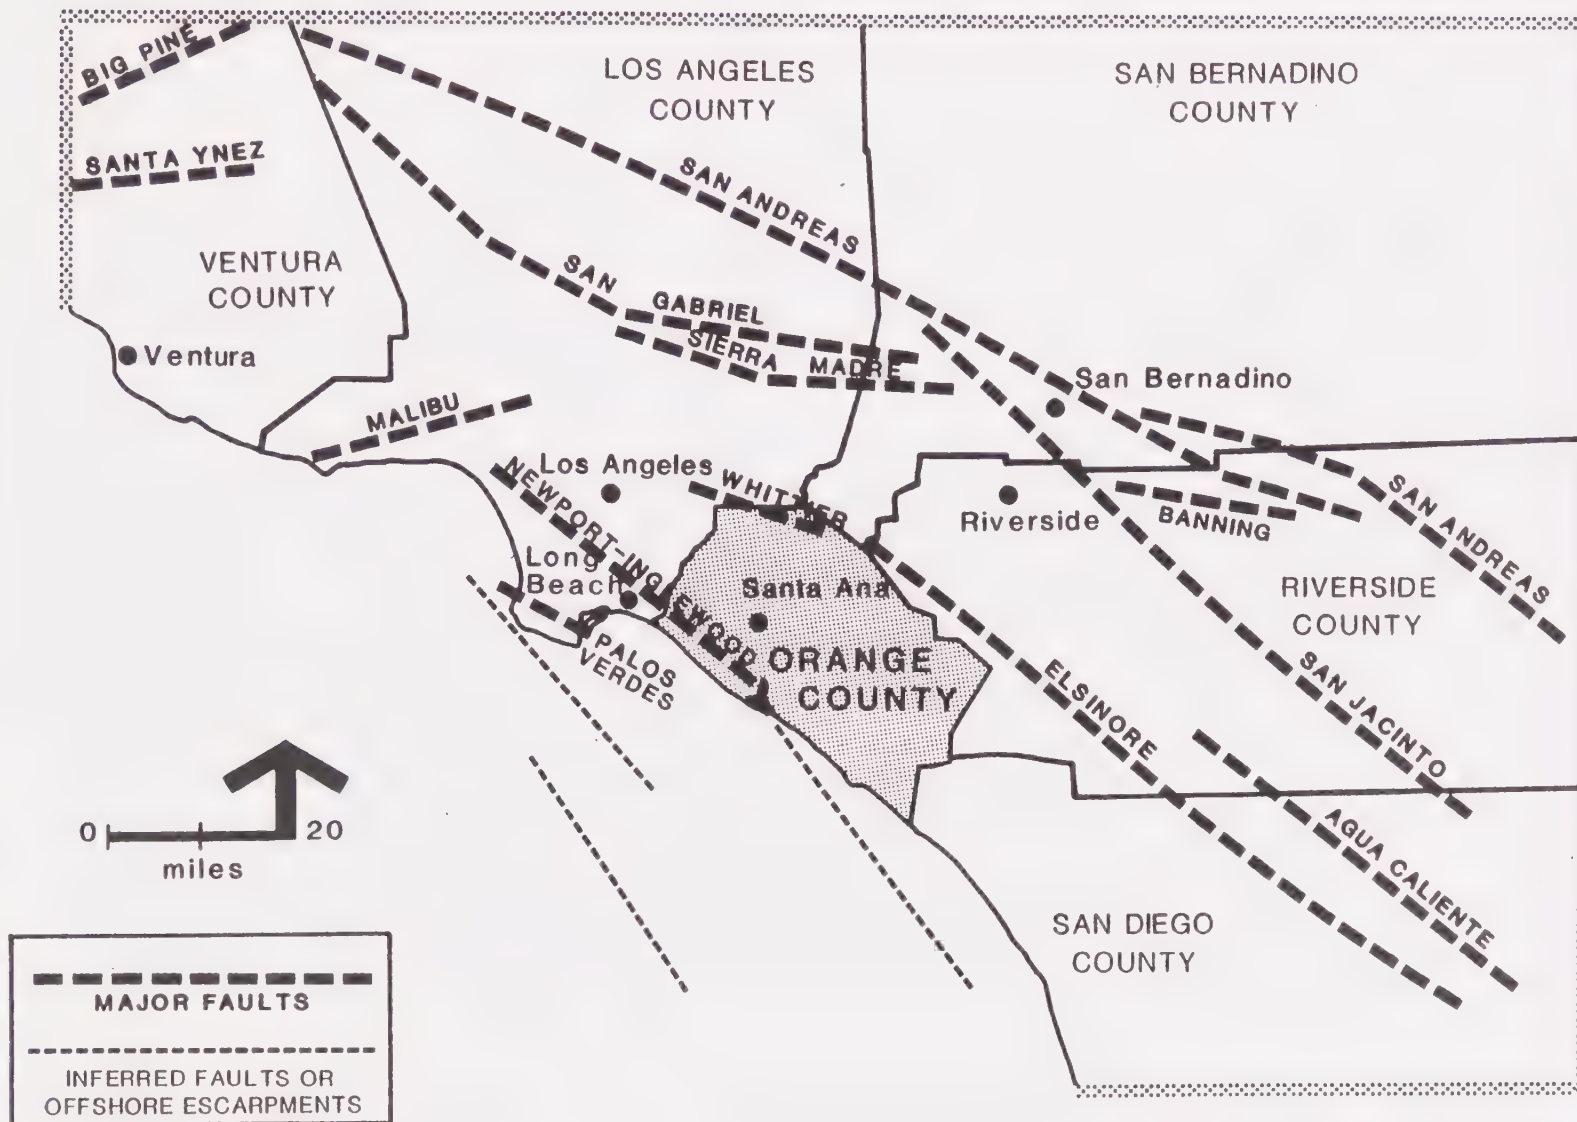 BIG PINE
LOS ANGELES
COUNTY
SAN BERNADINO
COUNTY
SANTA YNEZ
SAN ANDREAS
VENTURA
COUNTY
SAN
GABRIEL
SIERRA MADRE
Ventura
San Bernadino
MALIBU
Los Angeles
WHITTIER
NEWPORT-INGLEWOOD
Riverside
BANNING
SAN ANDREAS
Long
Beach
Santa Ana
RIVERSIDE
COUNTY
PALOS
VERDES
ORANGE
COUNTY
ELSINORE
SAN JACINTO
0 20
miles
AGUA CALIENTE
SAN DIEGO
COUNTY
MAJOR FAULTS
INFERRED FAULTS OR
OFFSHORE ESCARPMENTS